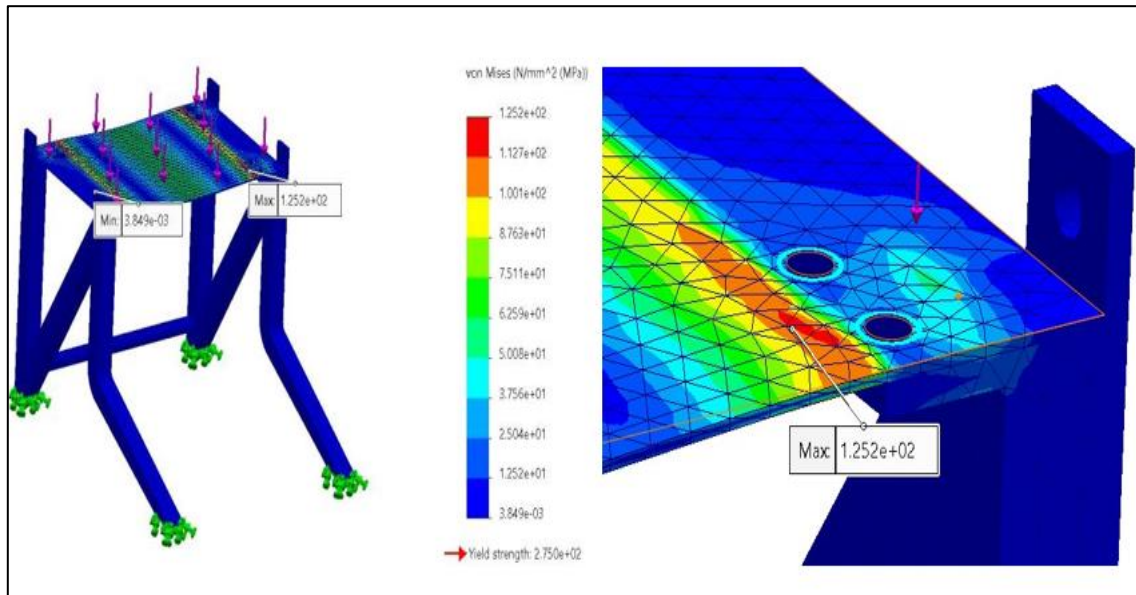 von Mises (N/mm^2 (MPa))
1.252e+02
1.127e+02
1.001e+02
8.763e+01
7.511e+01
6.259e+01
5.008e+01
3.756e+01
2.504e+01
1.252e+01
3.849e-03
Yield strength: 2.750e+02
Min: 3.849e-03
Max: 1.252e+02
Max: 1.252e+02